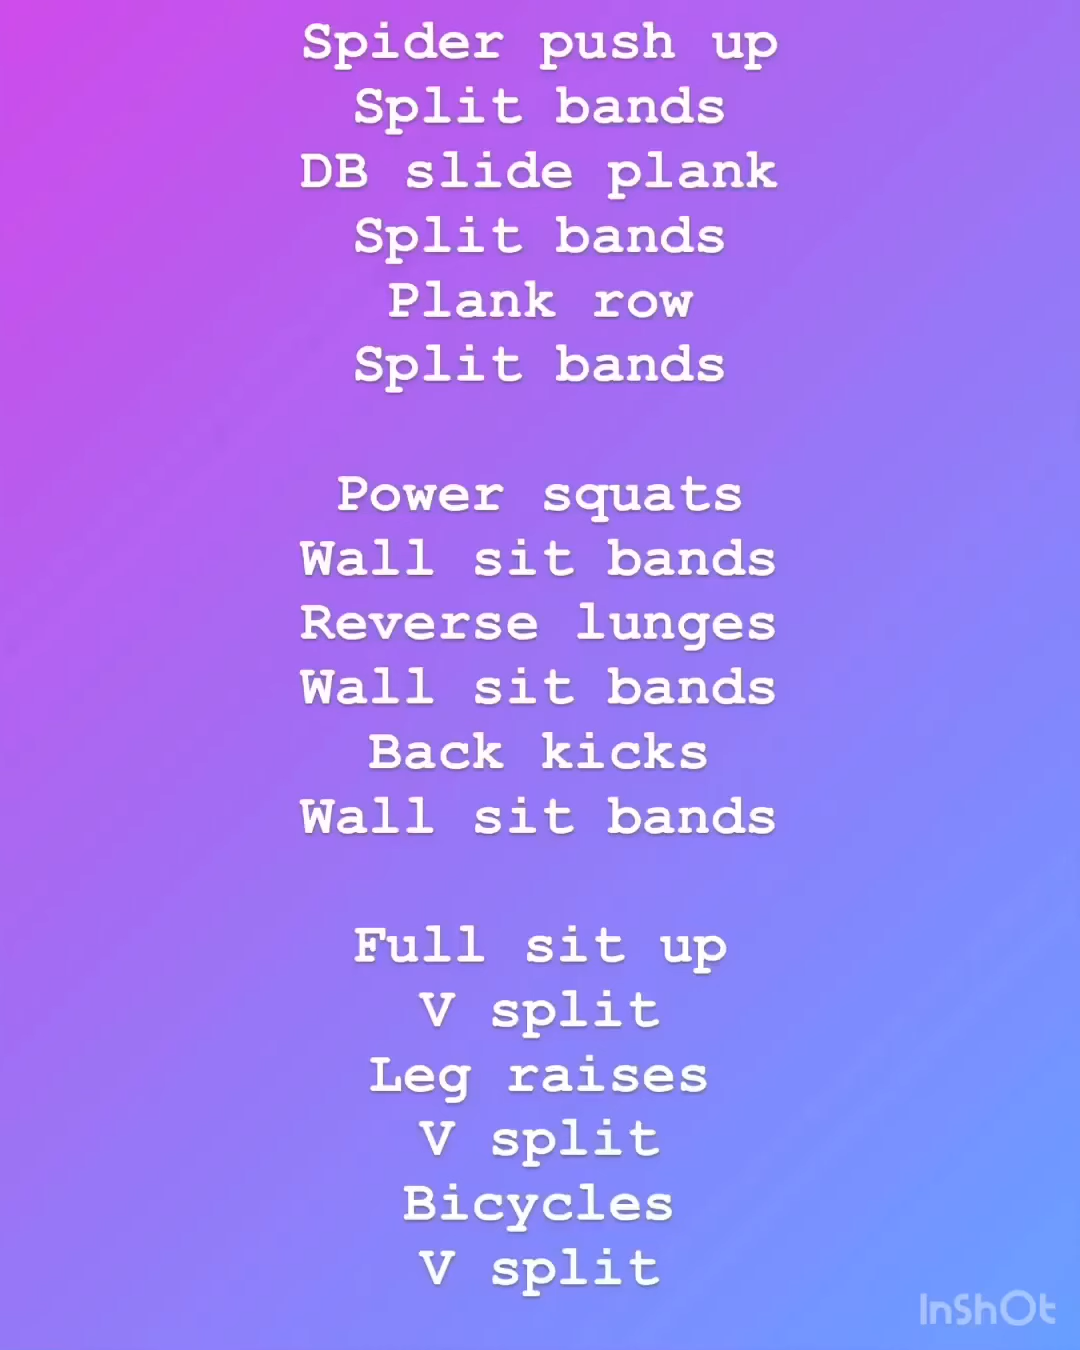 Spider push up
Split bands
DB slide plank
Split bands
Plank row
Split bands
Power squats
Wall sit bands
Reverse lunges
Wall sit bands
Back kicks
Wall sit bands
Full sit up
V split
Leg raises
V split
Bicycles
V split
InShOt